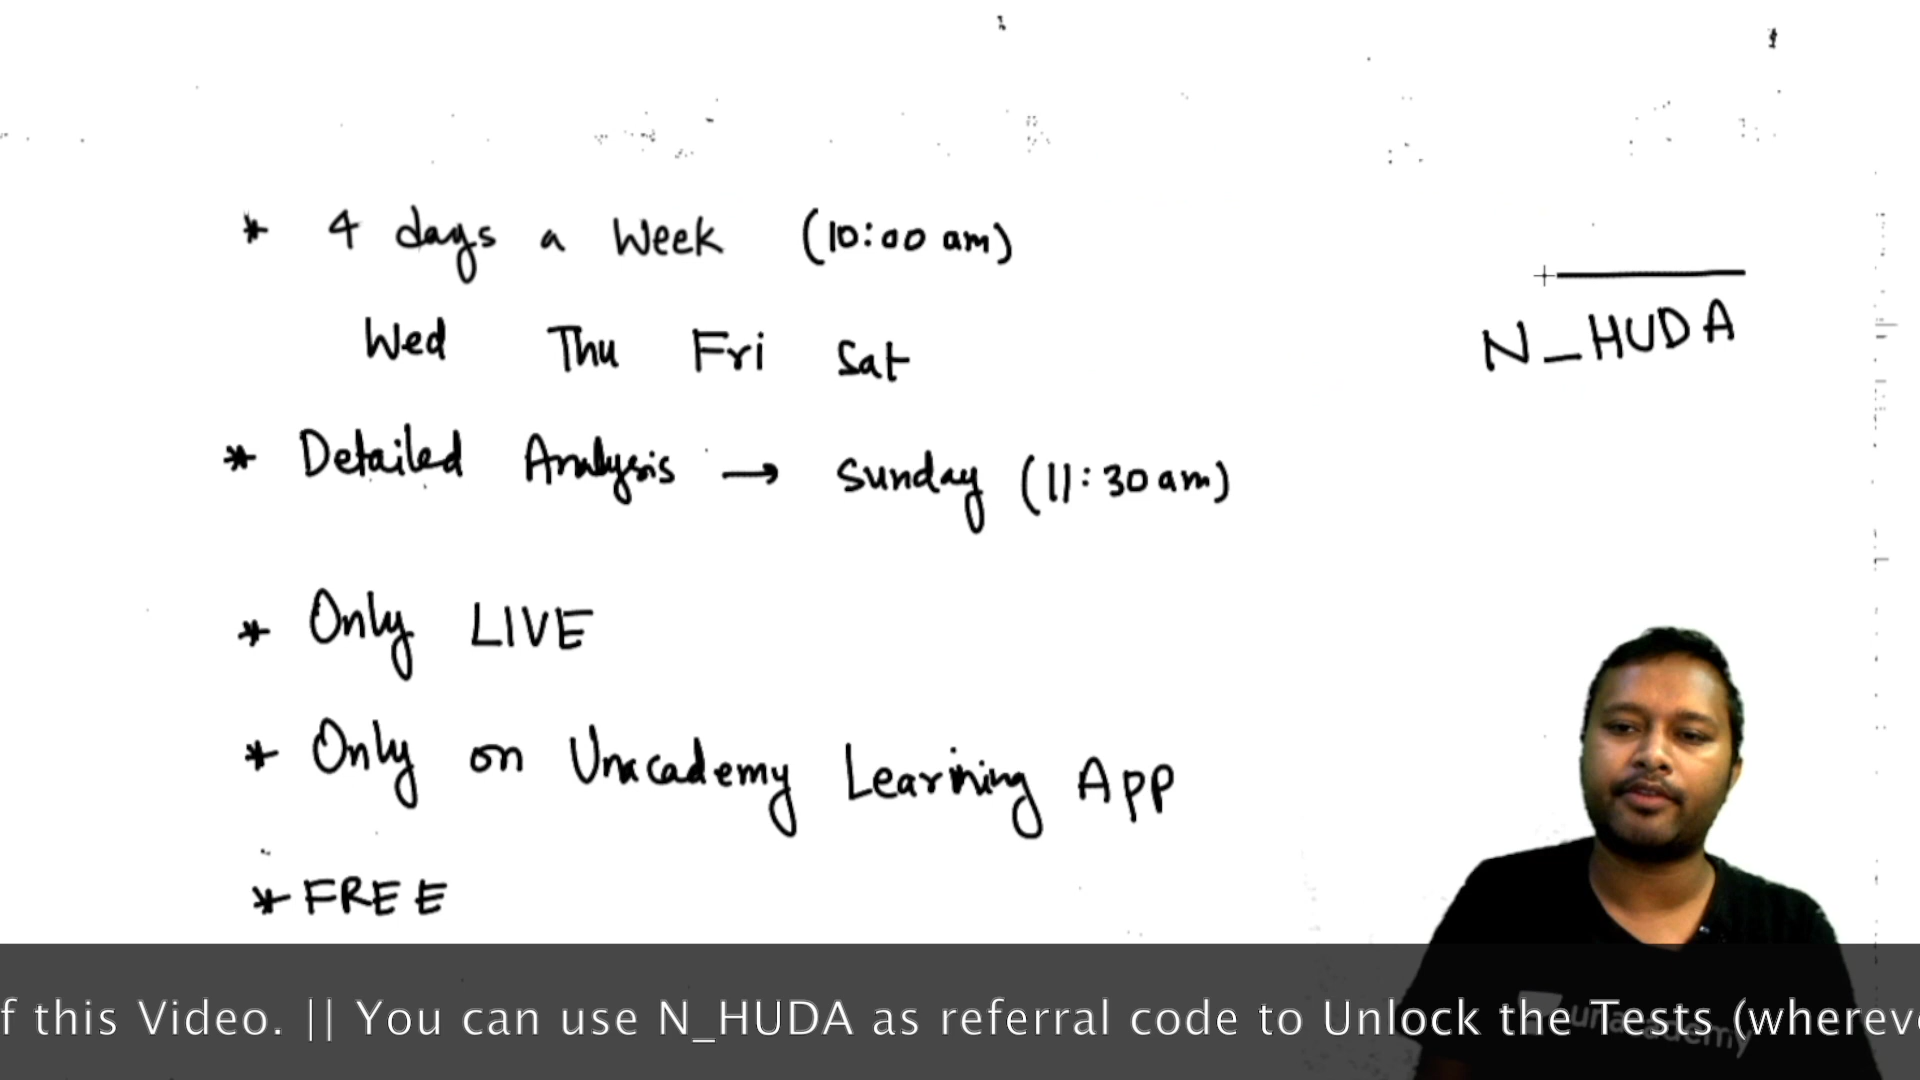 * 4 days a Week (10:00 am)
Wed Thu Fri Sat
N_HUDA
* Detailed Analysis → Sunday (11:30 am)
* Only LIVE
* Only on Unacademy Learning App
* FREE
f this Video. || You can use N_HUDA as referral code to Unlock the Tests (wherev
unacademy